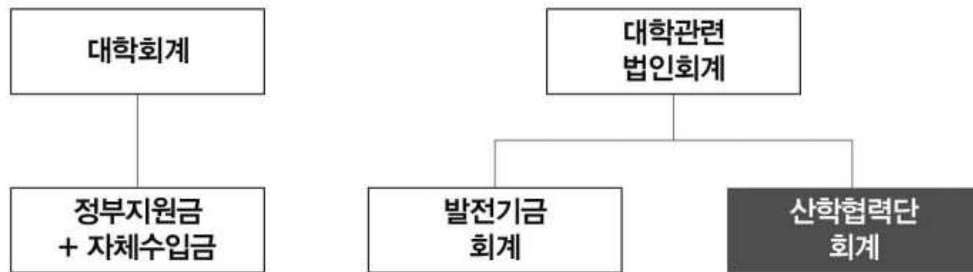 대학회계
대학관련
법인회계
정부지원금
+ 자체수입금
발전기금
회계
산학협력단
회계